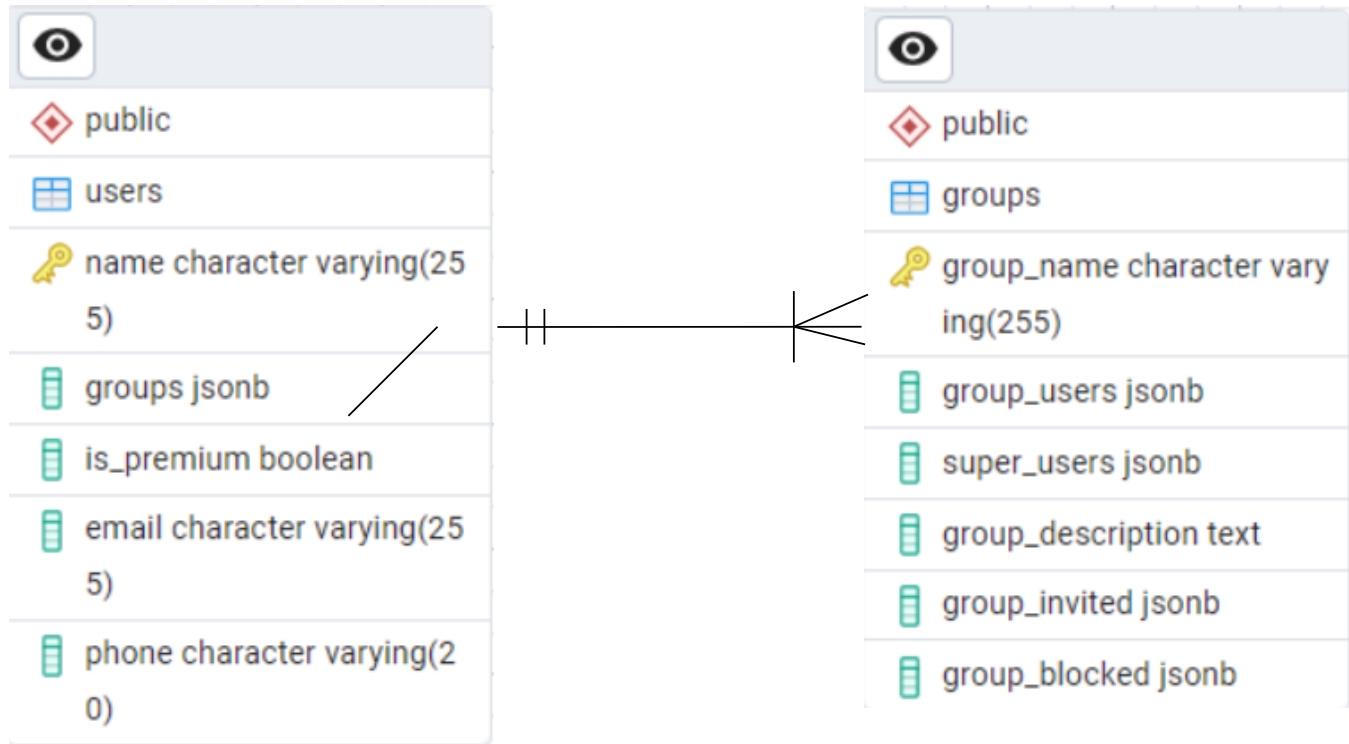 public
users
name character varying(25
5)
groups jsonb
is_premium boolean
email character varying(25
5)
phone character varying(2
0)
public
groups
group_name character vary
ing(255)
group_users jsonb
super_users jsonb
group_description text
group_invited jsonb
group_blocked jsonb